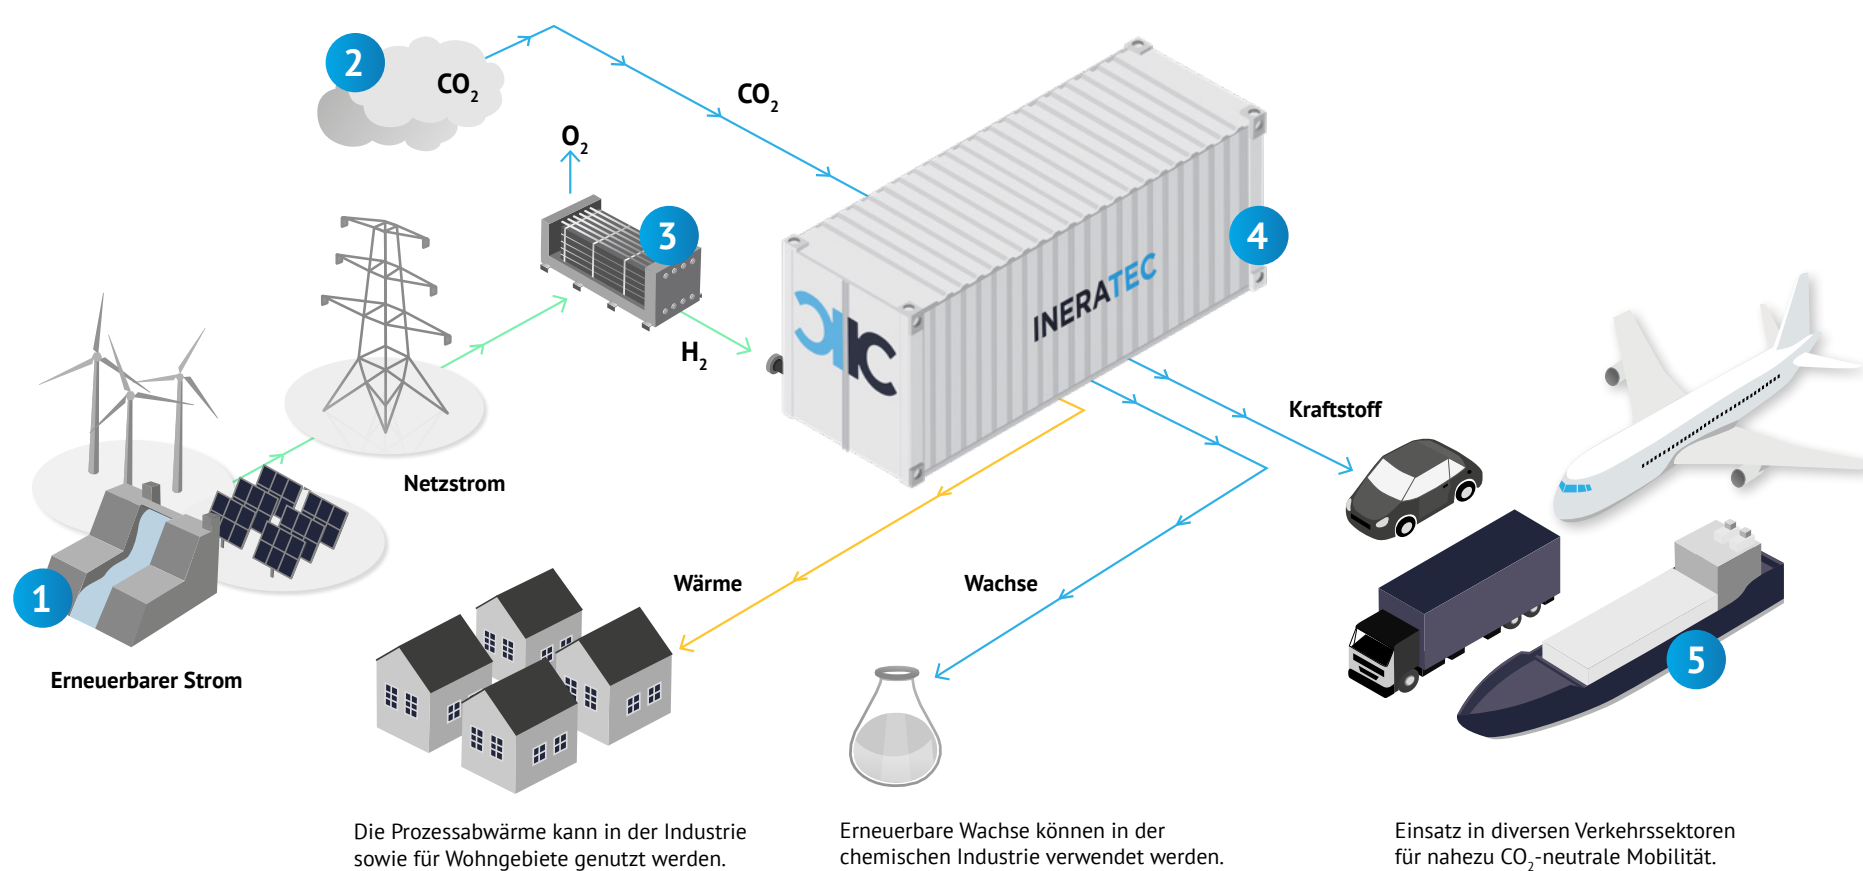 2
CO₂
CO₂
O₂
3
4
INERATEC
H₂
Kraftstoff
Netzstrom
1
Wärme
Wachse
5
Erneuerbarer Strom
Die Prozessabwärme kann in der Industrie
sowie für Wohngebiete genutzt werden.
Erneuerbare Wachse können in der
chemischen Industrie verwendet werden.
Einsatz in diversen Verkehrssektoren
für nahezu CO₂-neutrale Mobilität.